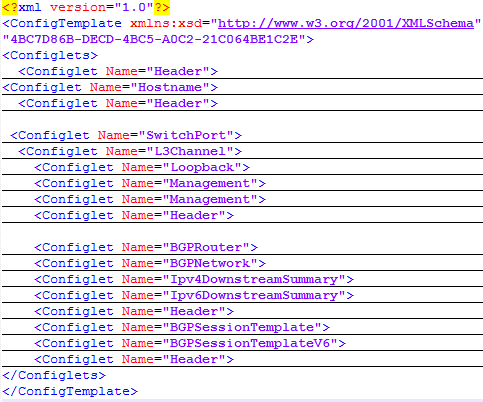 <?xml version="1.0"?>
<ConfigTemplate xmlns:xsd="http://www.w3.org/2001/XMLSchema"
"4BC7D86B-DECD-4BC5-A0C2-21C064BE1C2E">
<Configlets>
<Configlet Name="Header">
<Configlet Name="Hostname">
<Configlet Name="Header">
<Configlet Name="SwitchPort">
<Configlet Name="L3Channel">
<Configlet Name="Loopback">
<Configlet Name="Management">
<Configlet Name="Management">
<Configlet Name="Header">
<Configlet Name="BGPRouter">
<Configlet Name="BGPNetwork">
<Configlet Name="Ipv4DownstreamSummary">
<Configlet Name="Ipv6DownstreamSummary">
<Configlet Name="Header">
<Configlet Name="BGPSessionTemplate">
<Configlet Name="BGPSessionTemplateV6">
<Configlet Name="Header">
</Configlets>
</ConfigTemplate>